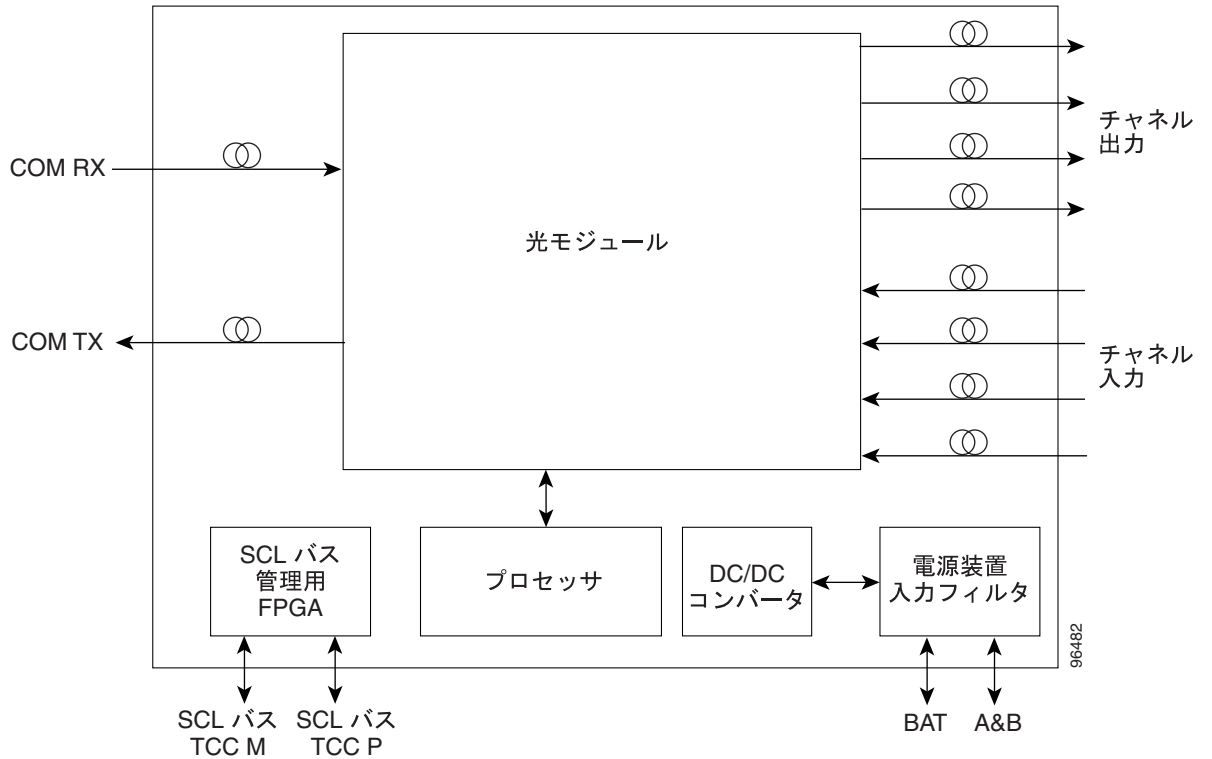 COM RX
チャネル
出力
光モジュール
COM TX
チャネル
入力
SCL バス
管理用
FPGA
プロセッサ
DC/DC
コンバータ
電源装置
入力フィルタ
96482
SCL バス
TCC M
SCL バス
TCC P
BAT
A&B